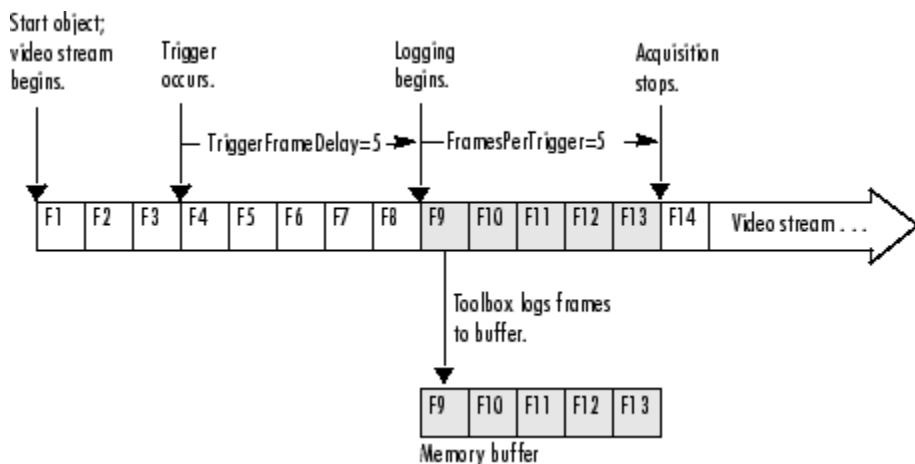 Start object;
video stream
begins.
Trigger
occurs.
Logging
begins.
Acquisition
stops.
TriggerFrameDelay=5
FramesPerTrigger=5
F1 F2 F3 F4 F5 F6 F7 F8 F9 F10 F11 F12 F13 F14 Video stream . . .
Toolbox logs frames
to buffer.
F9 F10 F11 F12 F13
Memory buffer